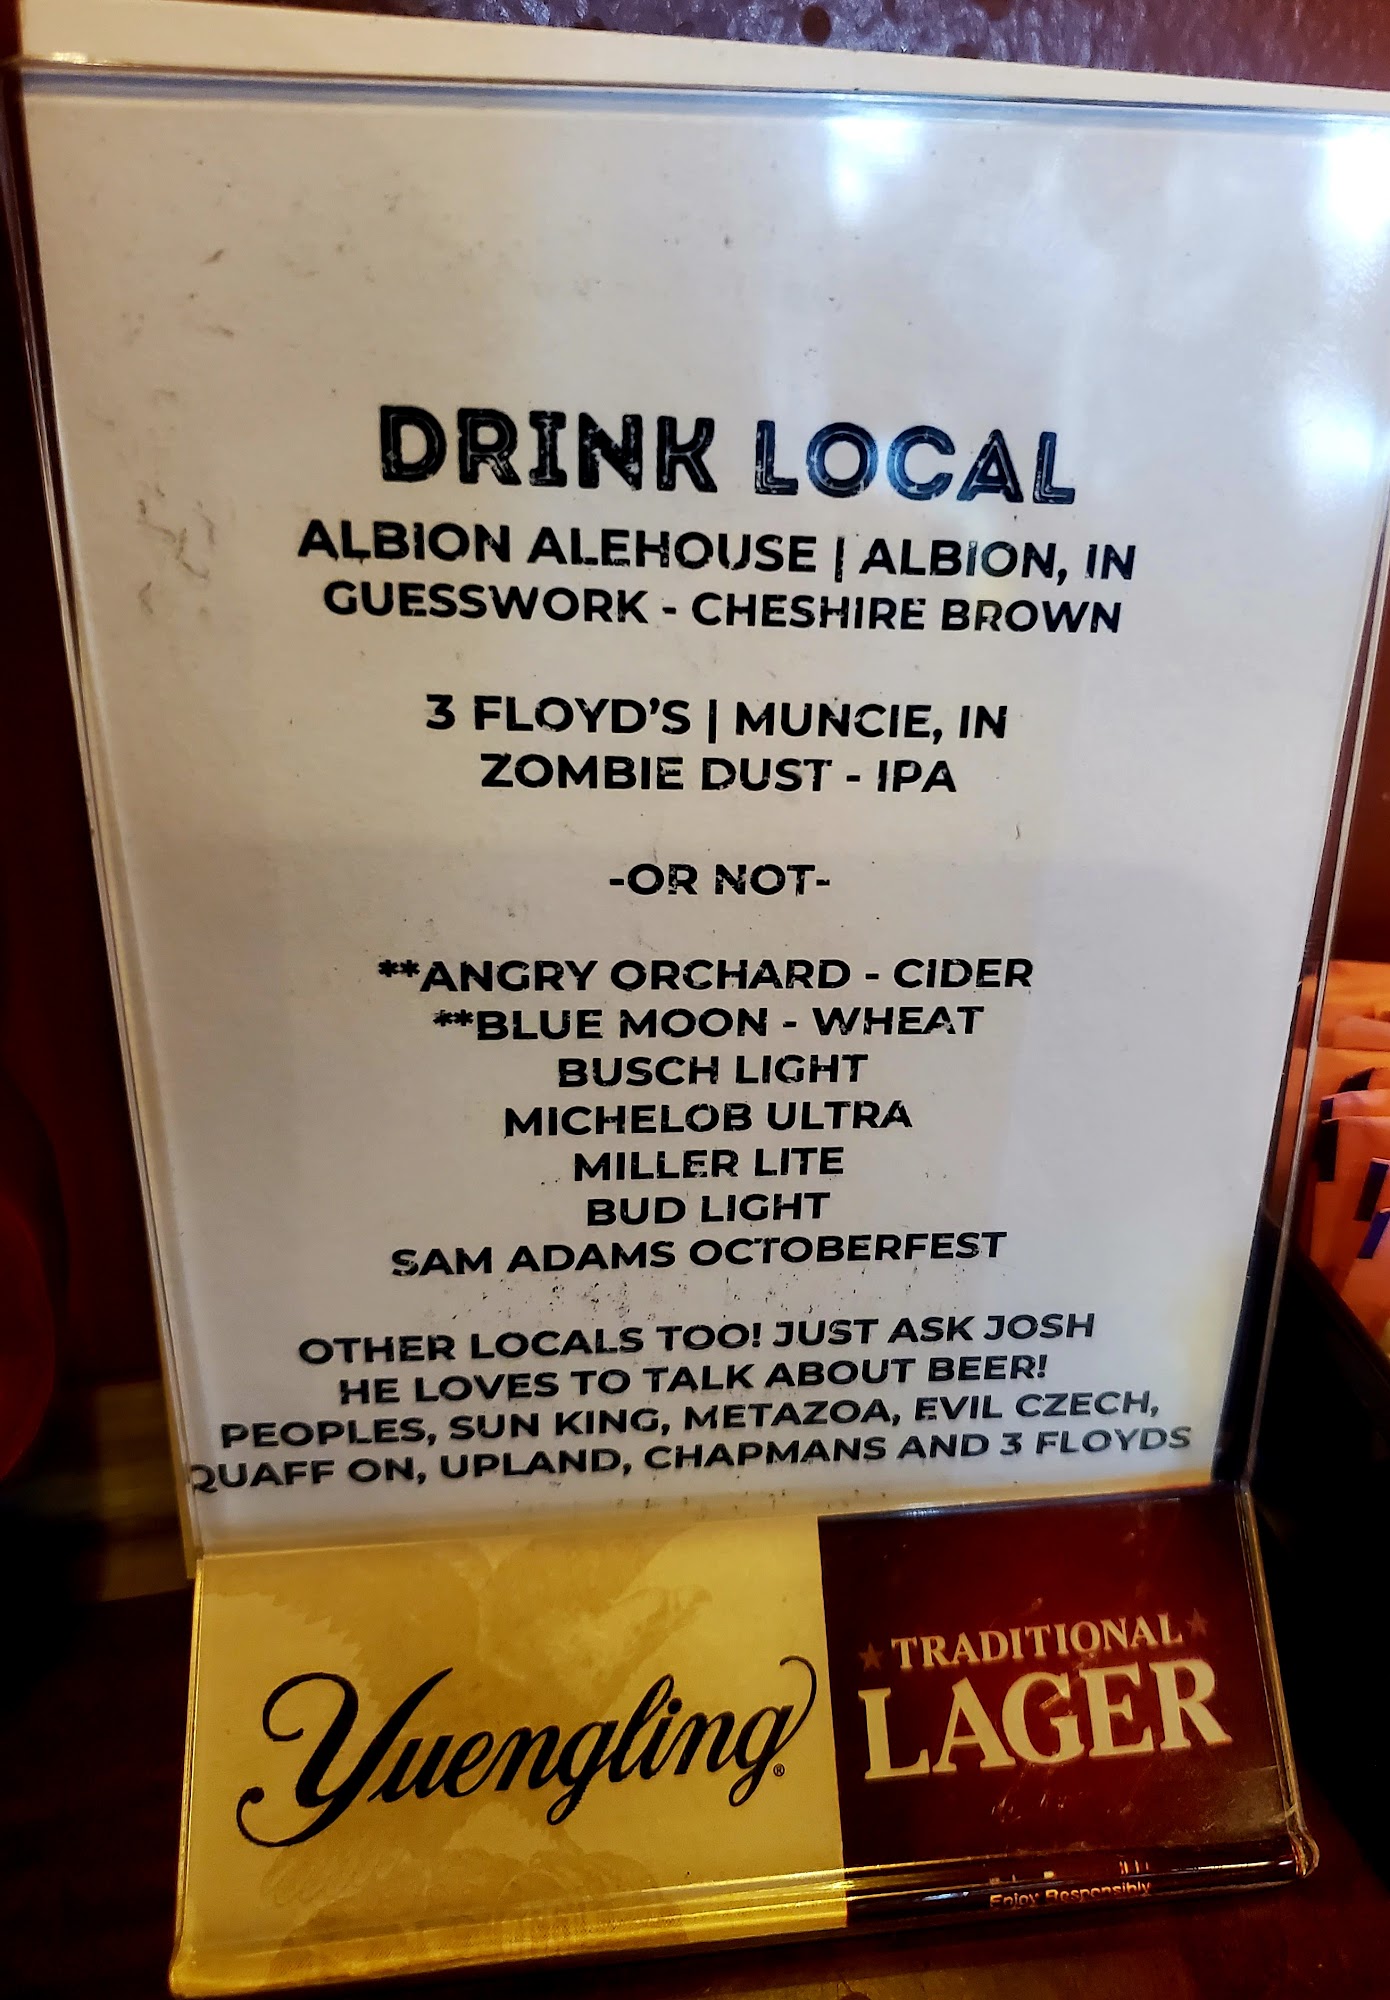 DRINK LOCAL
ALBION ALEHOUSE | ALBION, IN
GUESSWORK - CHESHIRE BROWN
3 FLOYD'S | MUNCIE, IN
ZOMBIE DUST - IPA
-OR NOT-
**ANGRY ORCHARD - CIDER
**BLUE MOON - WHEAT
BUSCH LIGHT
MICHELOB ULTRA
MILLER LITE
BUD LIGHT
SAM ADAMS OCTOBERFEST
OTHER LOCALS TOO! JUST ASK JOSH
HE LOVES TO TALK ABOUT BEER!
PEOPLES, SUN KING, METAZOA, EVIL CZECH,
QUAFF ON, UPLAND, CHAPMANS AND 3 FLOYDS
Yuengling®
TRADITIONAL
LAGER
Enjoy Responsibly